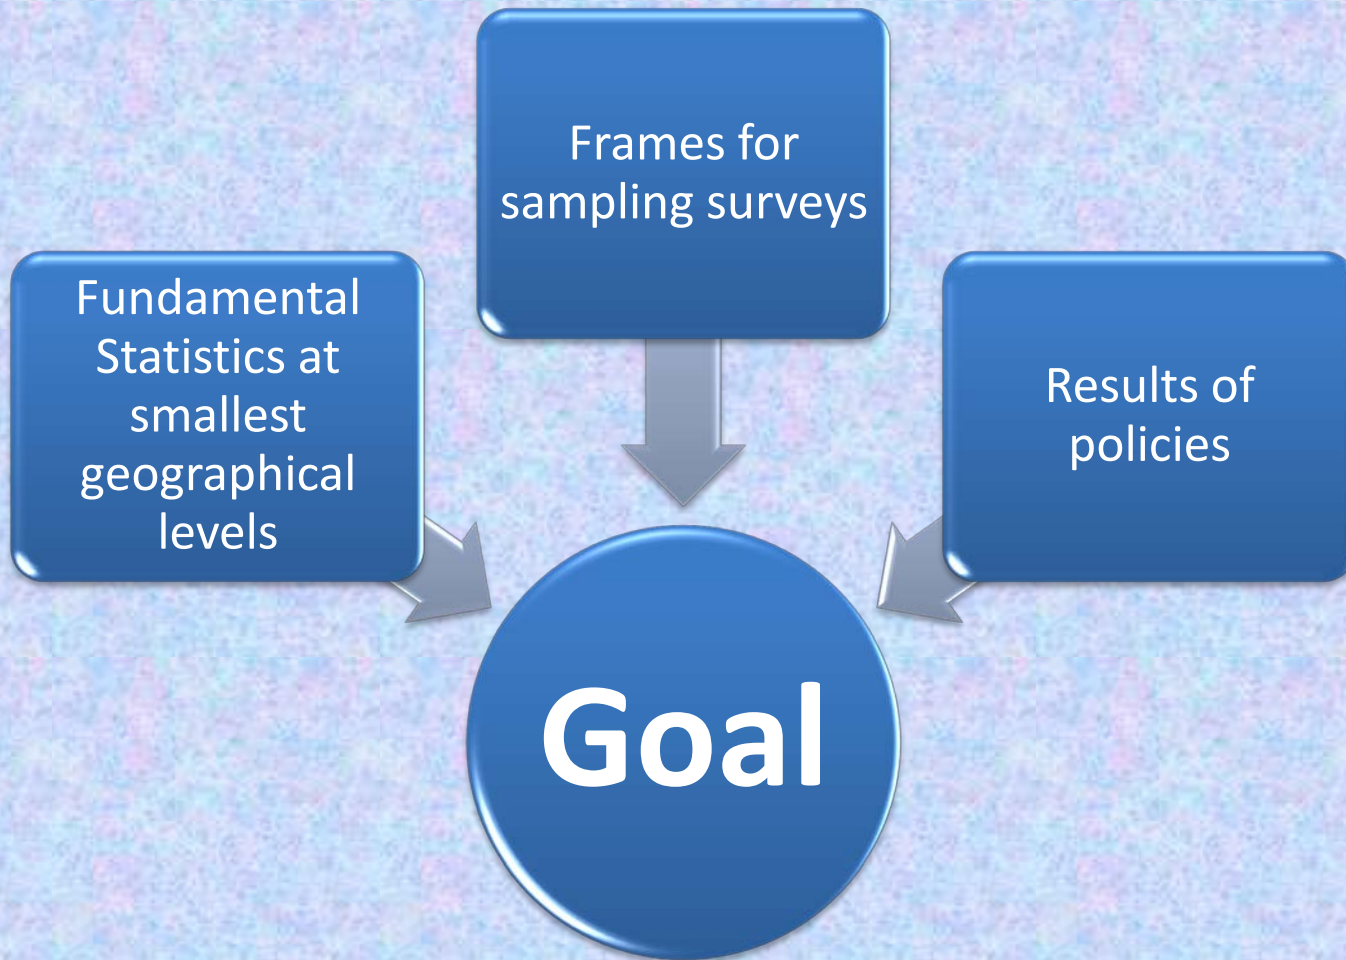 Frames for
sampling surveys
Fundamental
Statistics at
smallest
geographical
levels
Results of
policies
Goal